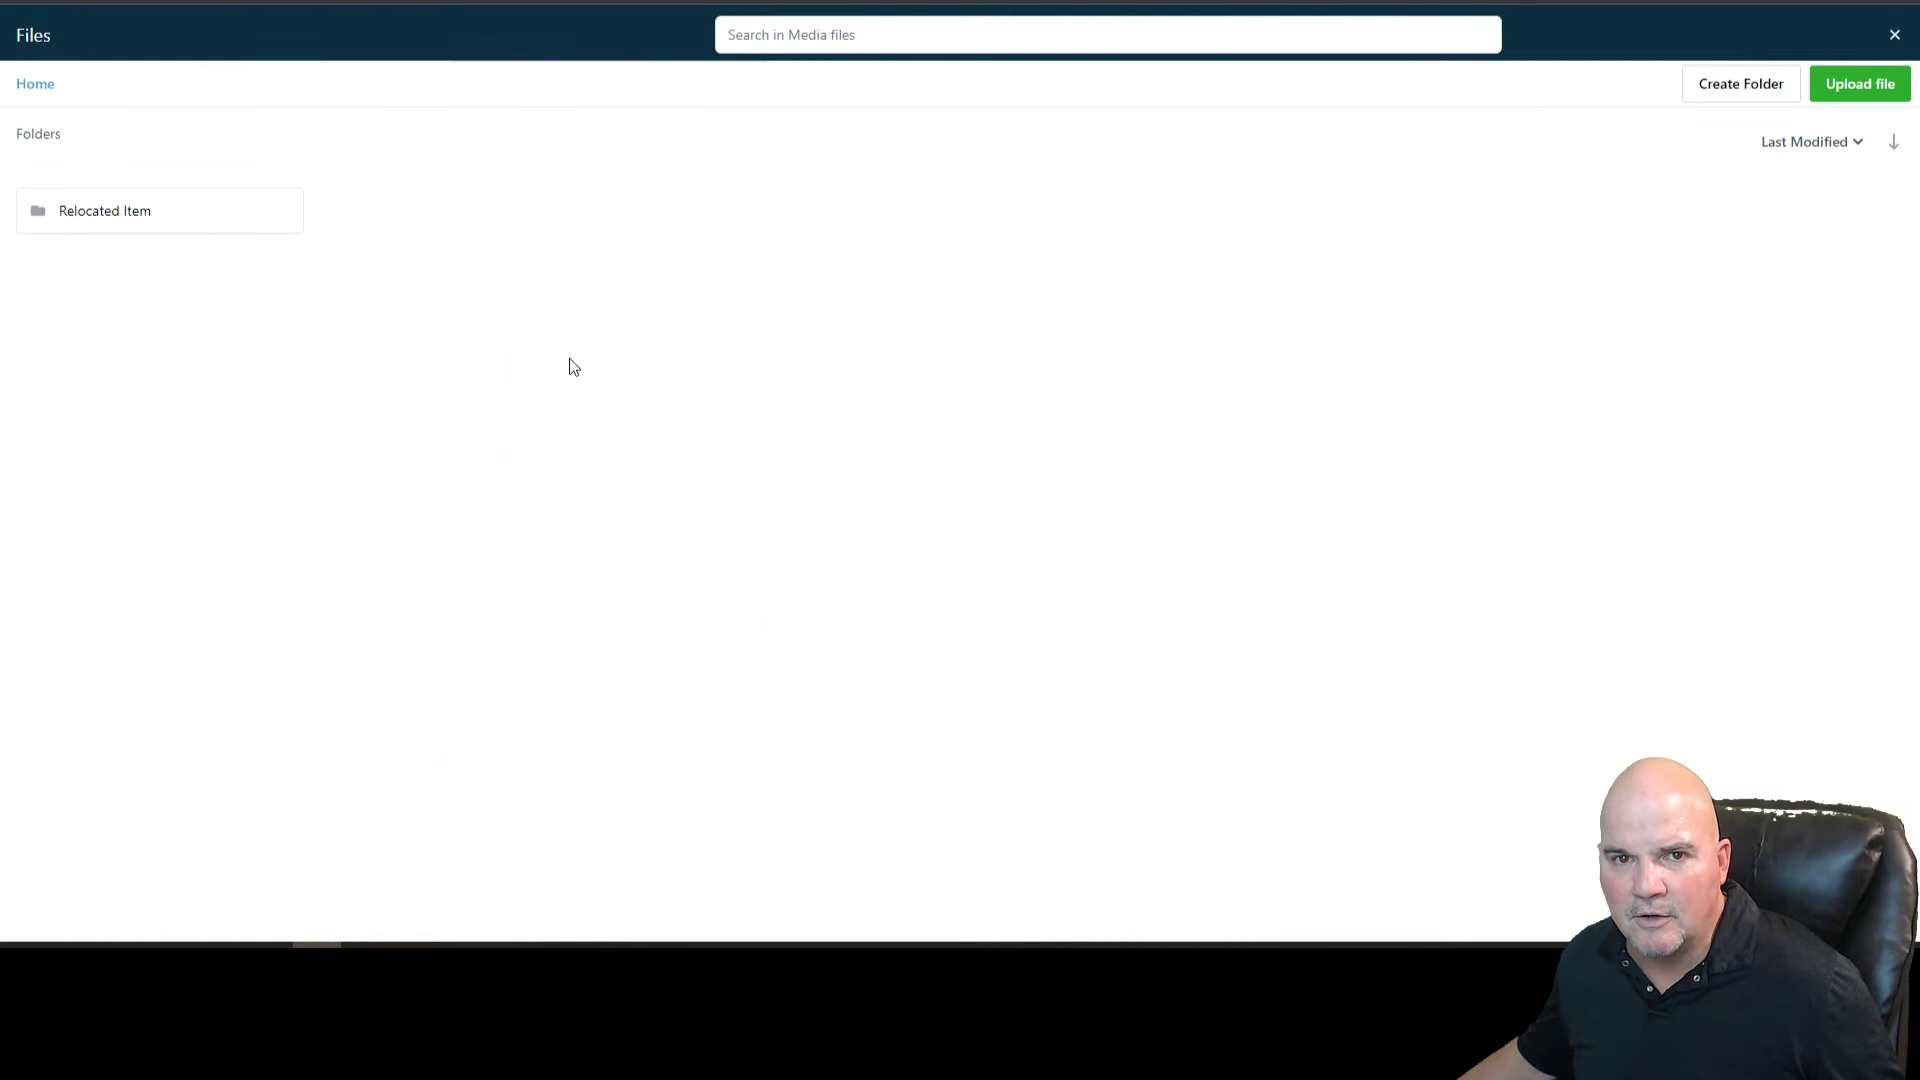 Files
Search in Media files
Home
Create Folder
Upload file
Folders
Last Modified
Relocated Item